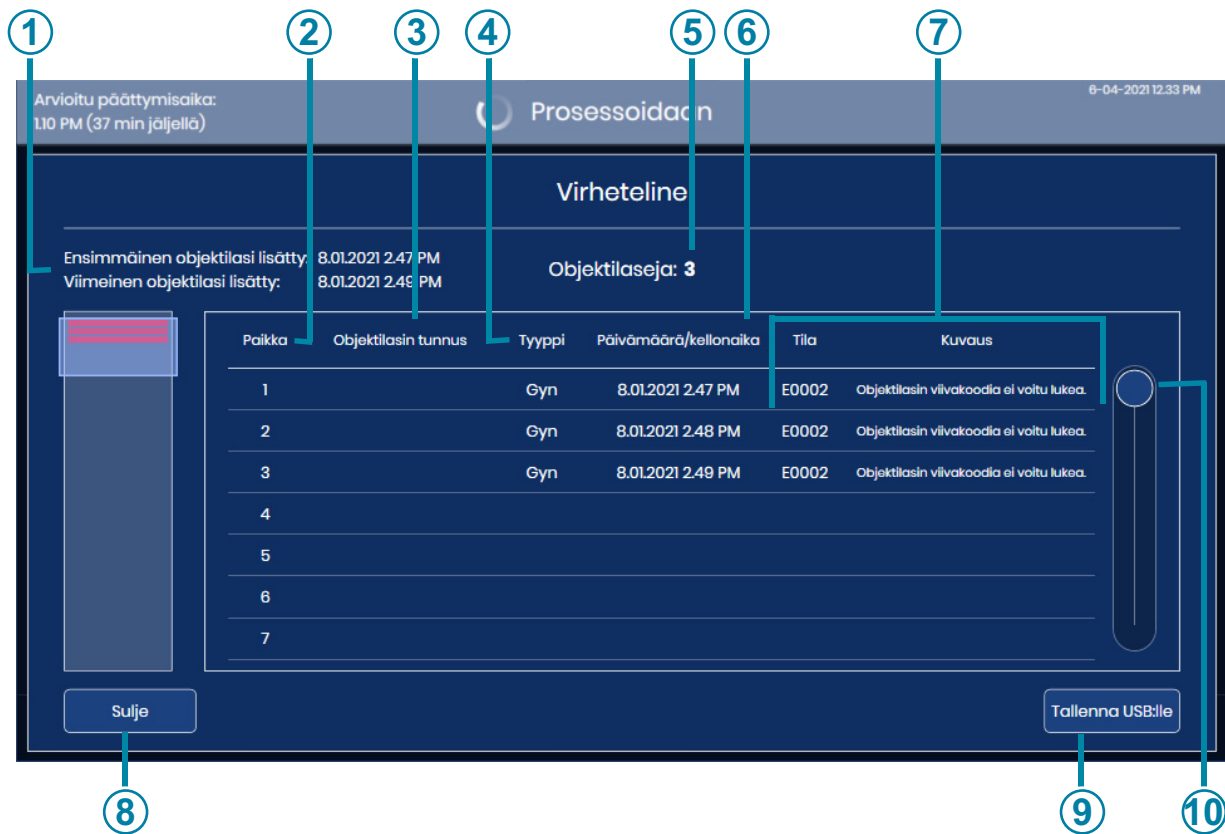 1 2 3 4 5 6 7
Arvioitu päättymisaika:
1.10 PM (37 min jäljellä)
Prosessoidaan
6-04-2021 12.33 PM
Virheteline
Ensimmäinen objektilasi lisätty: 8.01.2021 2.47 PM
Viimeinen objektilasi lisätty: 8.01.2021 2.49 PM
Objektilaseja: 3
Paikka Objektilasin tunnus Tyyppi Päivämäärä/kellonaika Tila Kuvaus
1 Gyn 8.01.2021 2.47 PM E0002 Objektilasin viivakoodia ei voitu lukea.
2 Gyn 8.01.2021 2.48 PM E0002 Objektilasin viivakoodia ei voitu lukea.
3 Gyn 8.01.2021 2.49 PM E0002 Objektilasin viivakoodia ei voitu lukea.
4
5
6
7
Sulje
Tallenna USB:lle
8 9 10